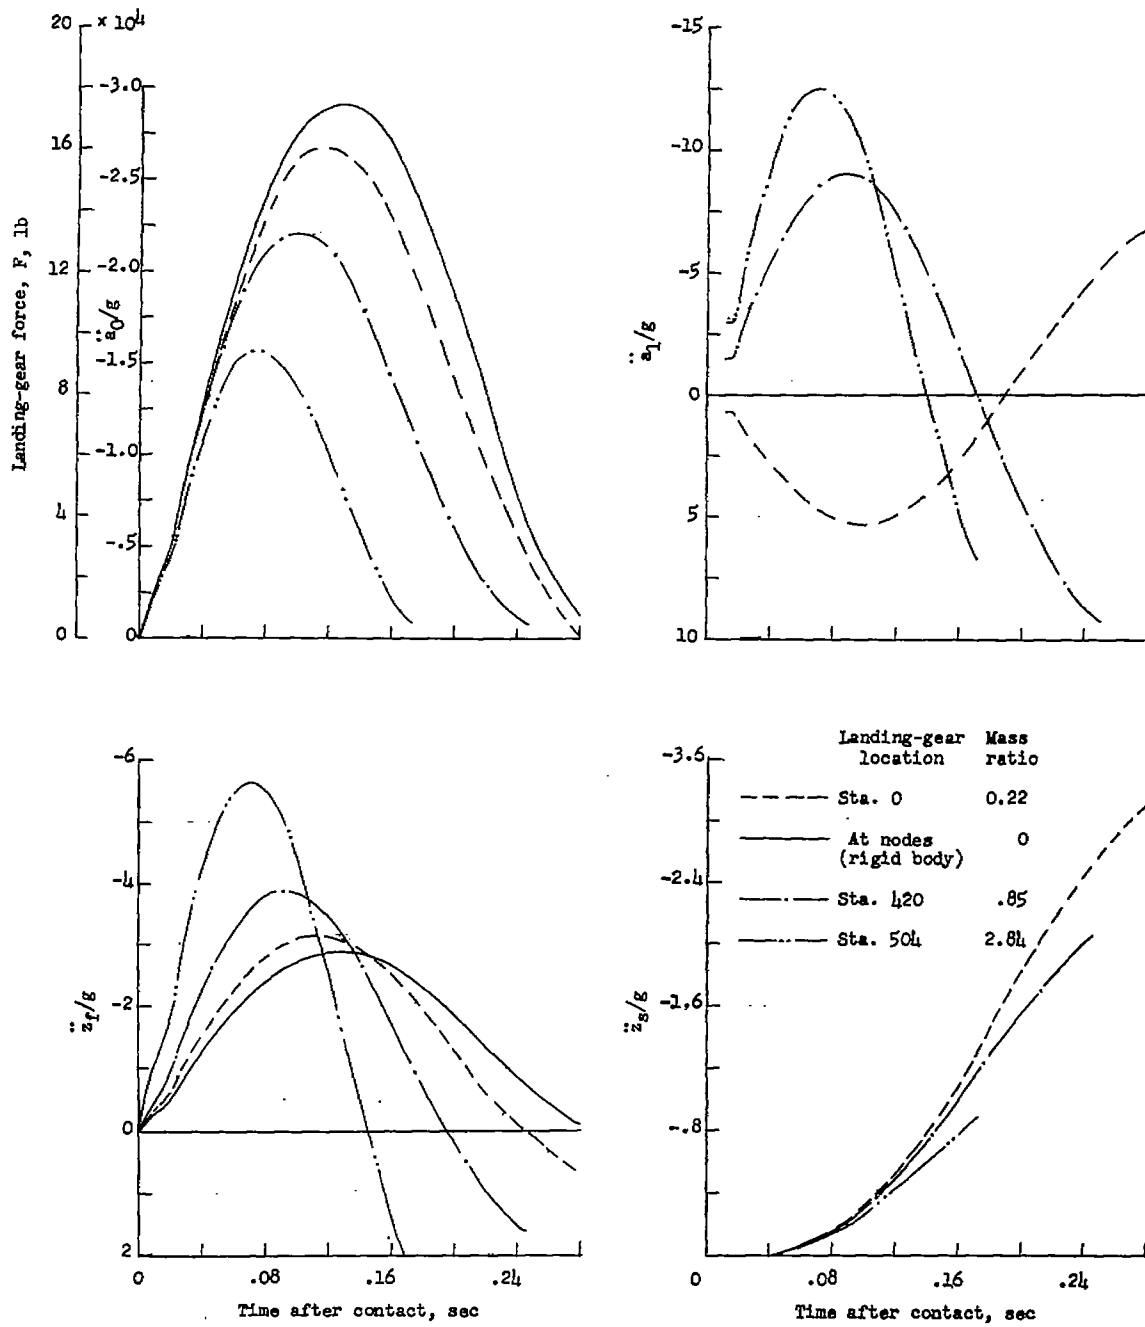 20 × 10⁴
16
12
8
4
0
Landing-gear force, F, lb
-3.0
-2.5
-2.0
-1.5
-1.0
-.5
0
ä₀/g
-15
-10
-5
0
5
10
ä₁/g
-6
-4
-2
0
2
z̈f/g
0 .08 .16 .24
Time after contact, sec
-3.6
-2.4
-1.6
-.8
z̈s/g
Landing-gear Mass
location ratio
Sta. 0 0.22
At nodes 0
(rigid body)
Sta. 420 .85
Sta. 504 2.84
0 .08 .16 .24
Time after contact, sec